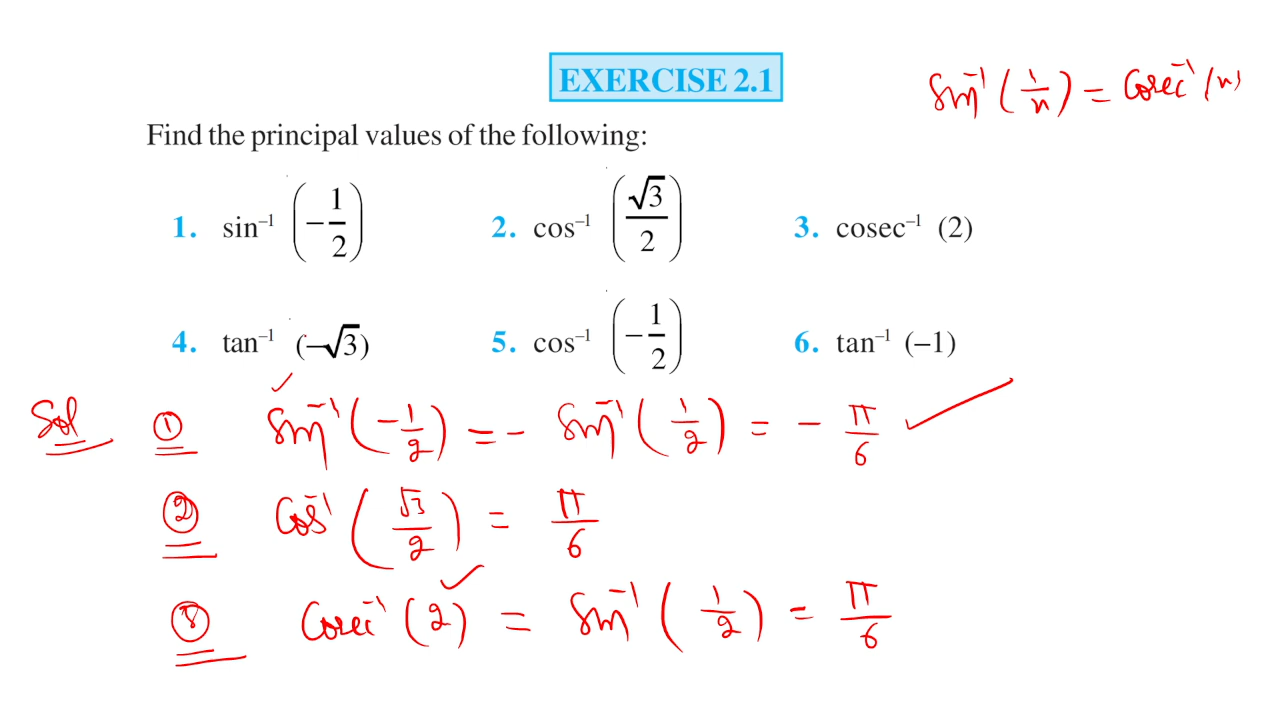 EXERCISE 2.1
sin⁻¹ (1/n) = Cosec⁻¹ (n)
Find the principal values of the following:
1. sin⁻¹ (−1/2) 2. cos⁻¹ (√3/2) 3. cosec⁻¹ (2)
4. tan⁻¹ (−√3) 5. cos⁻¹ (−1/2) 6. tan⁻¹ (−1)
Sol ① sin⁻¹ (−1/2) = − sin⁻¹ (1/2) = − π/6
② Cos⁻¹ (√3/2) = π/6
③ Cosec⁻¹ (2) = sin⁻¹ (1/2) = π/6